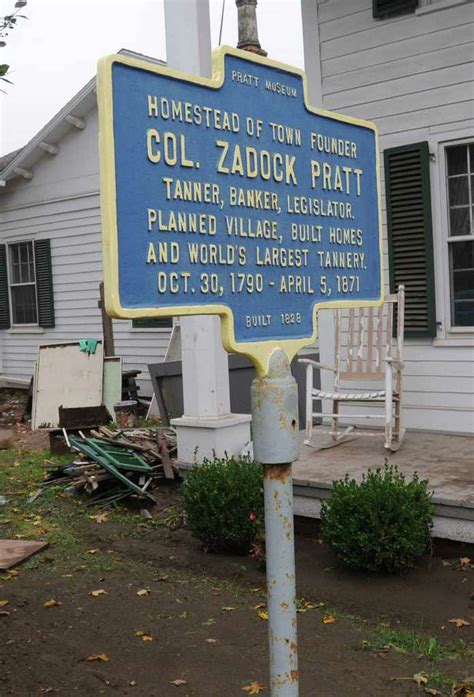 PRATT MUSEUM
HOMESTEAD OF TOWN FOUNDER
COL. ZADOCK PRATT
TANNER, BANKER, LEGISLATOR.
PLANNED VILLAGE, BUILT HOMES
AND WORLD'S LARGEST TANNERY.
OCT. 30, 1790 - APRIL 5, 1871
BUILT 1828